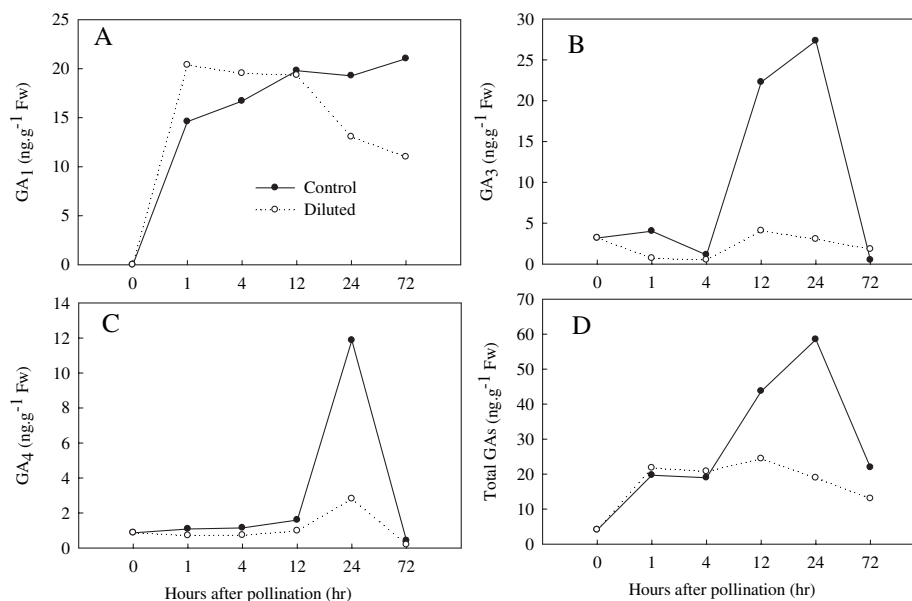 A
GA1 (ng.g-1 Fw)
25
20
15
10
5
0
Control
Diluted
0 1 4 12 24 72
B
GA3 (ng.g-1 Fw)
30
25
20
15
10
5
0
0 1 4 12 24 72
C
GA4 (ng.g-1 Fw)
14
12
10
8
6
4
2
0
0 1 4 12 24 72
Hours after pollination (hr)
D
Total GAs (ng.g-1 Fw)
70
60
50
40
30
20
10
0
0 1 4 12 24 72
Hours after pollination (hr)